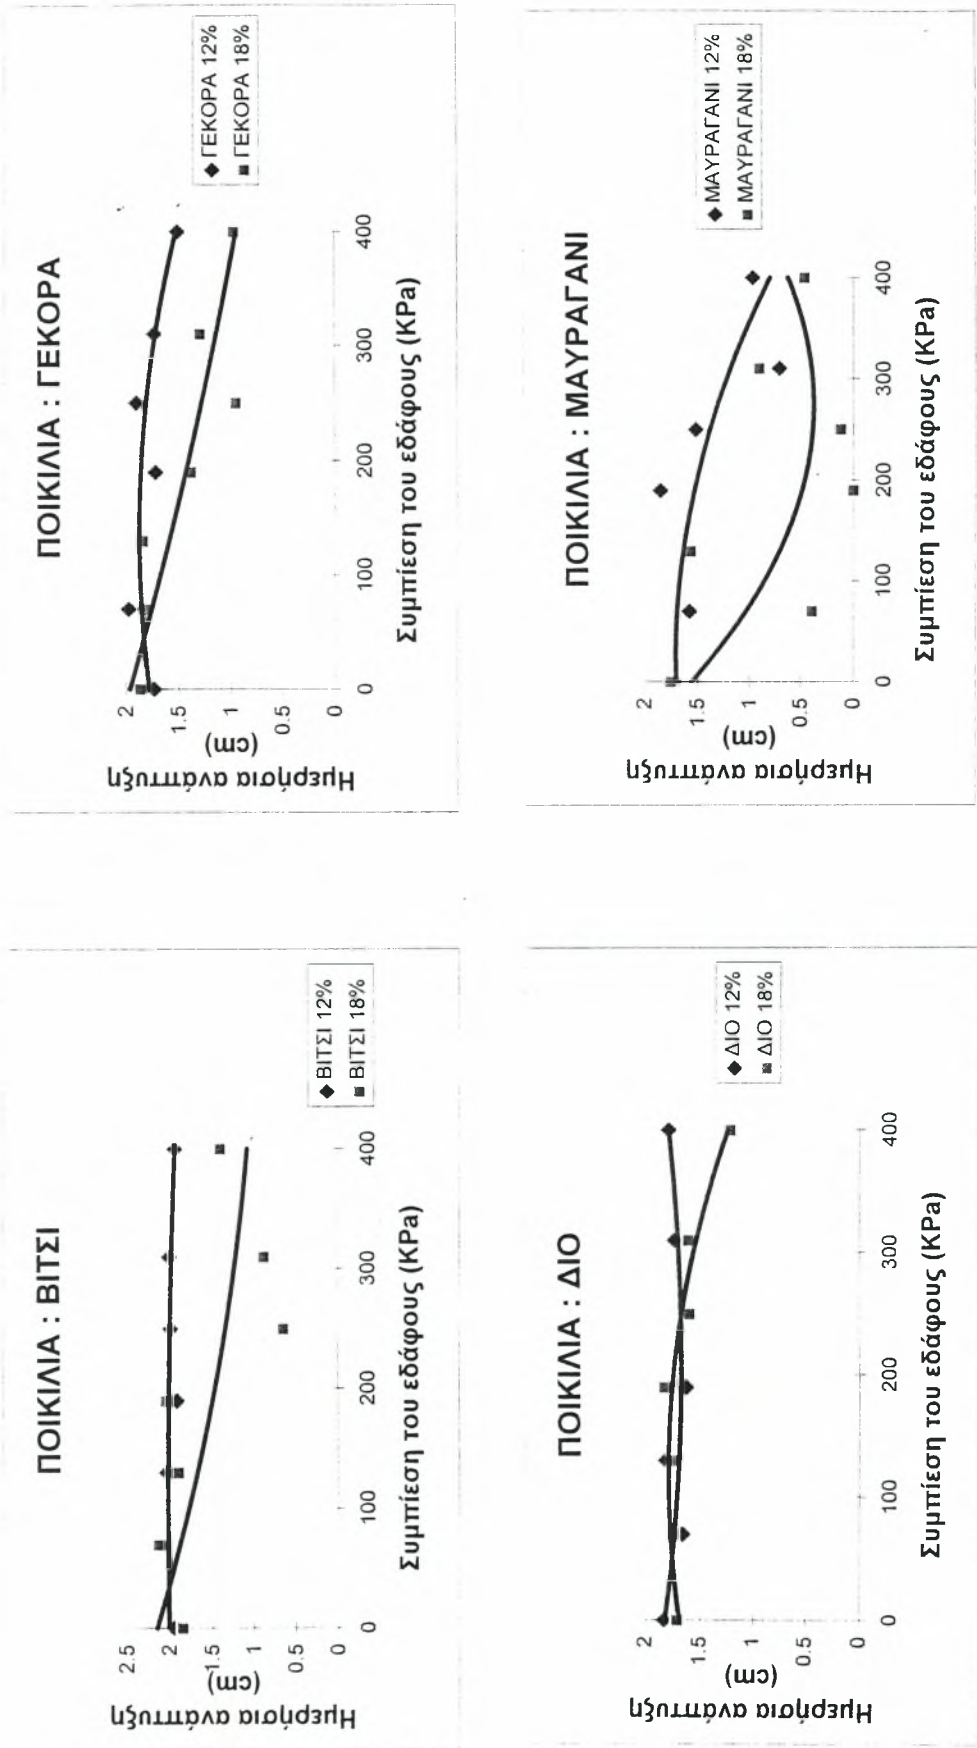 ΠΟΙΚΙΛΙΑ : ΒΙΤΣΙ
Ημερήσια ανάπτυξη
(cm)
2.5
2
1.5
1
0.5
0
0
100
200
300
400
Συμπίεση του εδάφους (KPa)
ΒΙΤΣΙ 12%
ΒΙΤΣΙ 18%
ΠΟΙΚΙΛΙΑ : ΓΕΚΟΡΑ
Ημερήσια ανάπτυξη
(cm)
2
1.5
1
0.5
0
0
100
200
300
400
Συμπίεση του εδάφους (KPa)
ΓΕΚΟΡΑ 12%
ΓΕΚΟΡΑ 18%
ΠΟΙΚΙΛΙΑ : ΔΙΟ
Ημερήσια ανάπτυξη
(cm)
2
1.5
1
0.5
0
0
100
200
300
400
Συμπίεση του εδάφους (KPa)
ΔΙΟ 12%
ΔΙΟ 18%
ΠΟΙΚΙΛΙΑ : ΜΑΥΡΑΓΑΝΙ
Ημερήσια ανάπτυξη
(cm)
2
1.5
1
0.5
0
0
100
200
300
400
Συμπίεση του εδάφους (KPa)
ΜΑΥΡΑΓΑΝΙ 12%
ΜΑΥΡΑΓΑΝΙ 18%